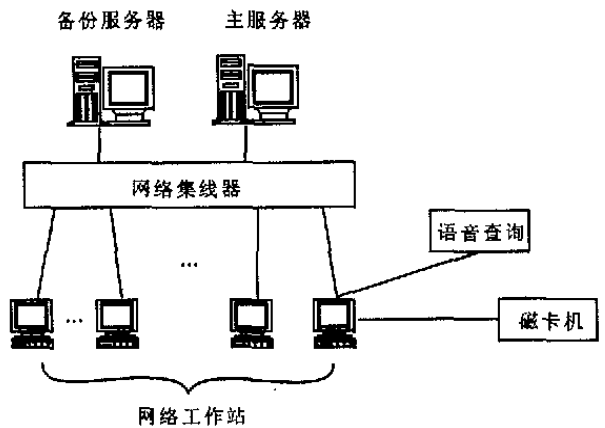 备份服务器
主服务器
网络集线器
语音查询
...
...
磁卡机
网络工作站